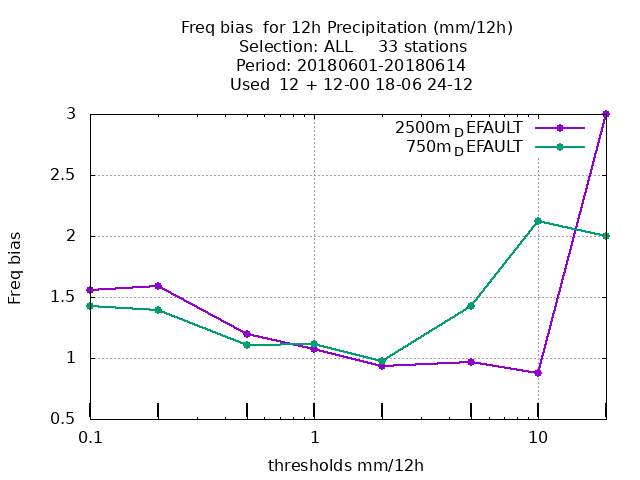 Freq bias  for 12h Precipitation (mm/12h)
Selection: ALL     33 stations
Period: 20180601-20180614
Used  12 + 12-00 18-06 24-12
3
2500m_DEFAULT
750m_DEFAULT
2.5
2
Freq bias
1.5
1
0.5
0.1 1 10
thresholds mm/12h